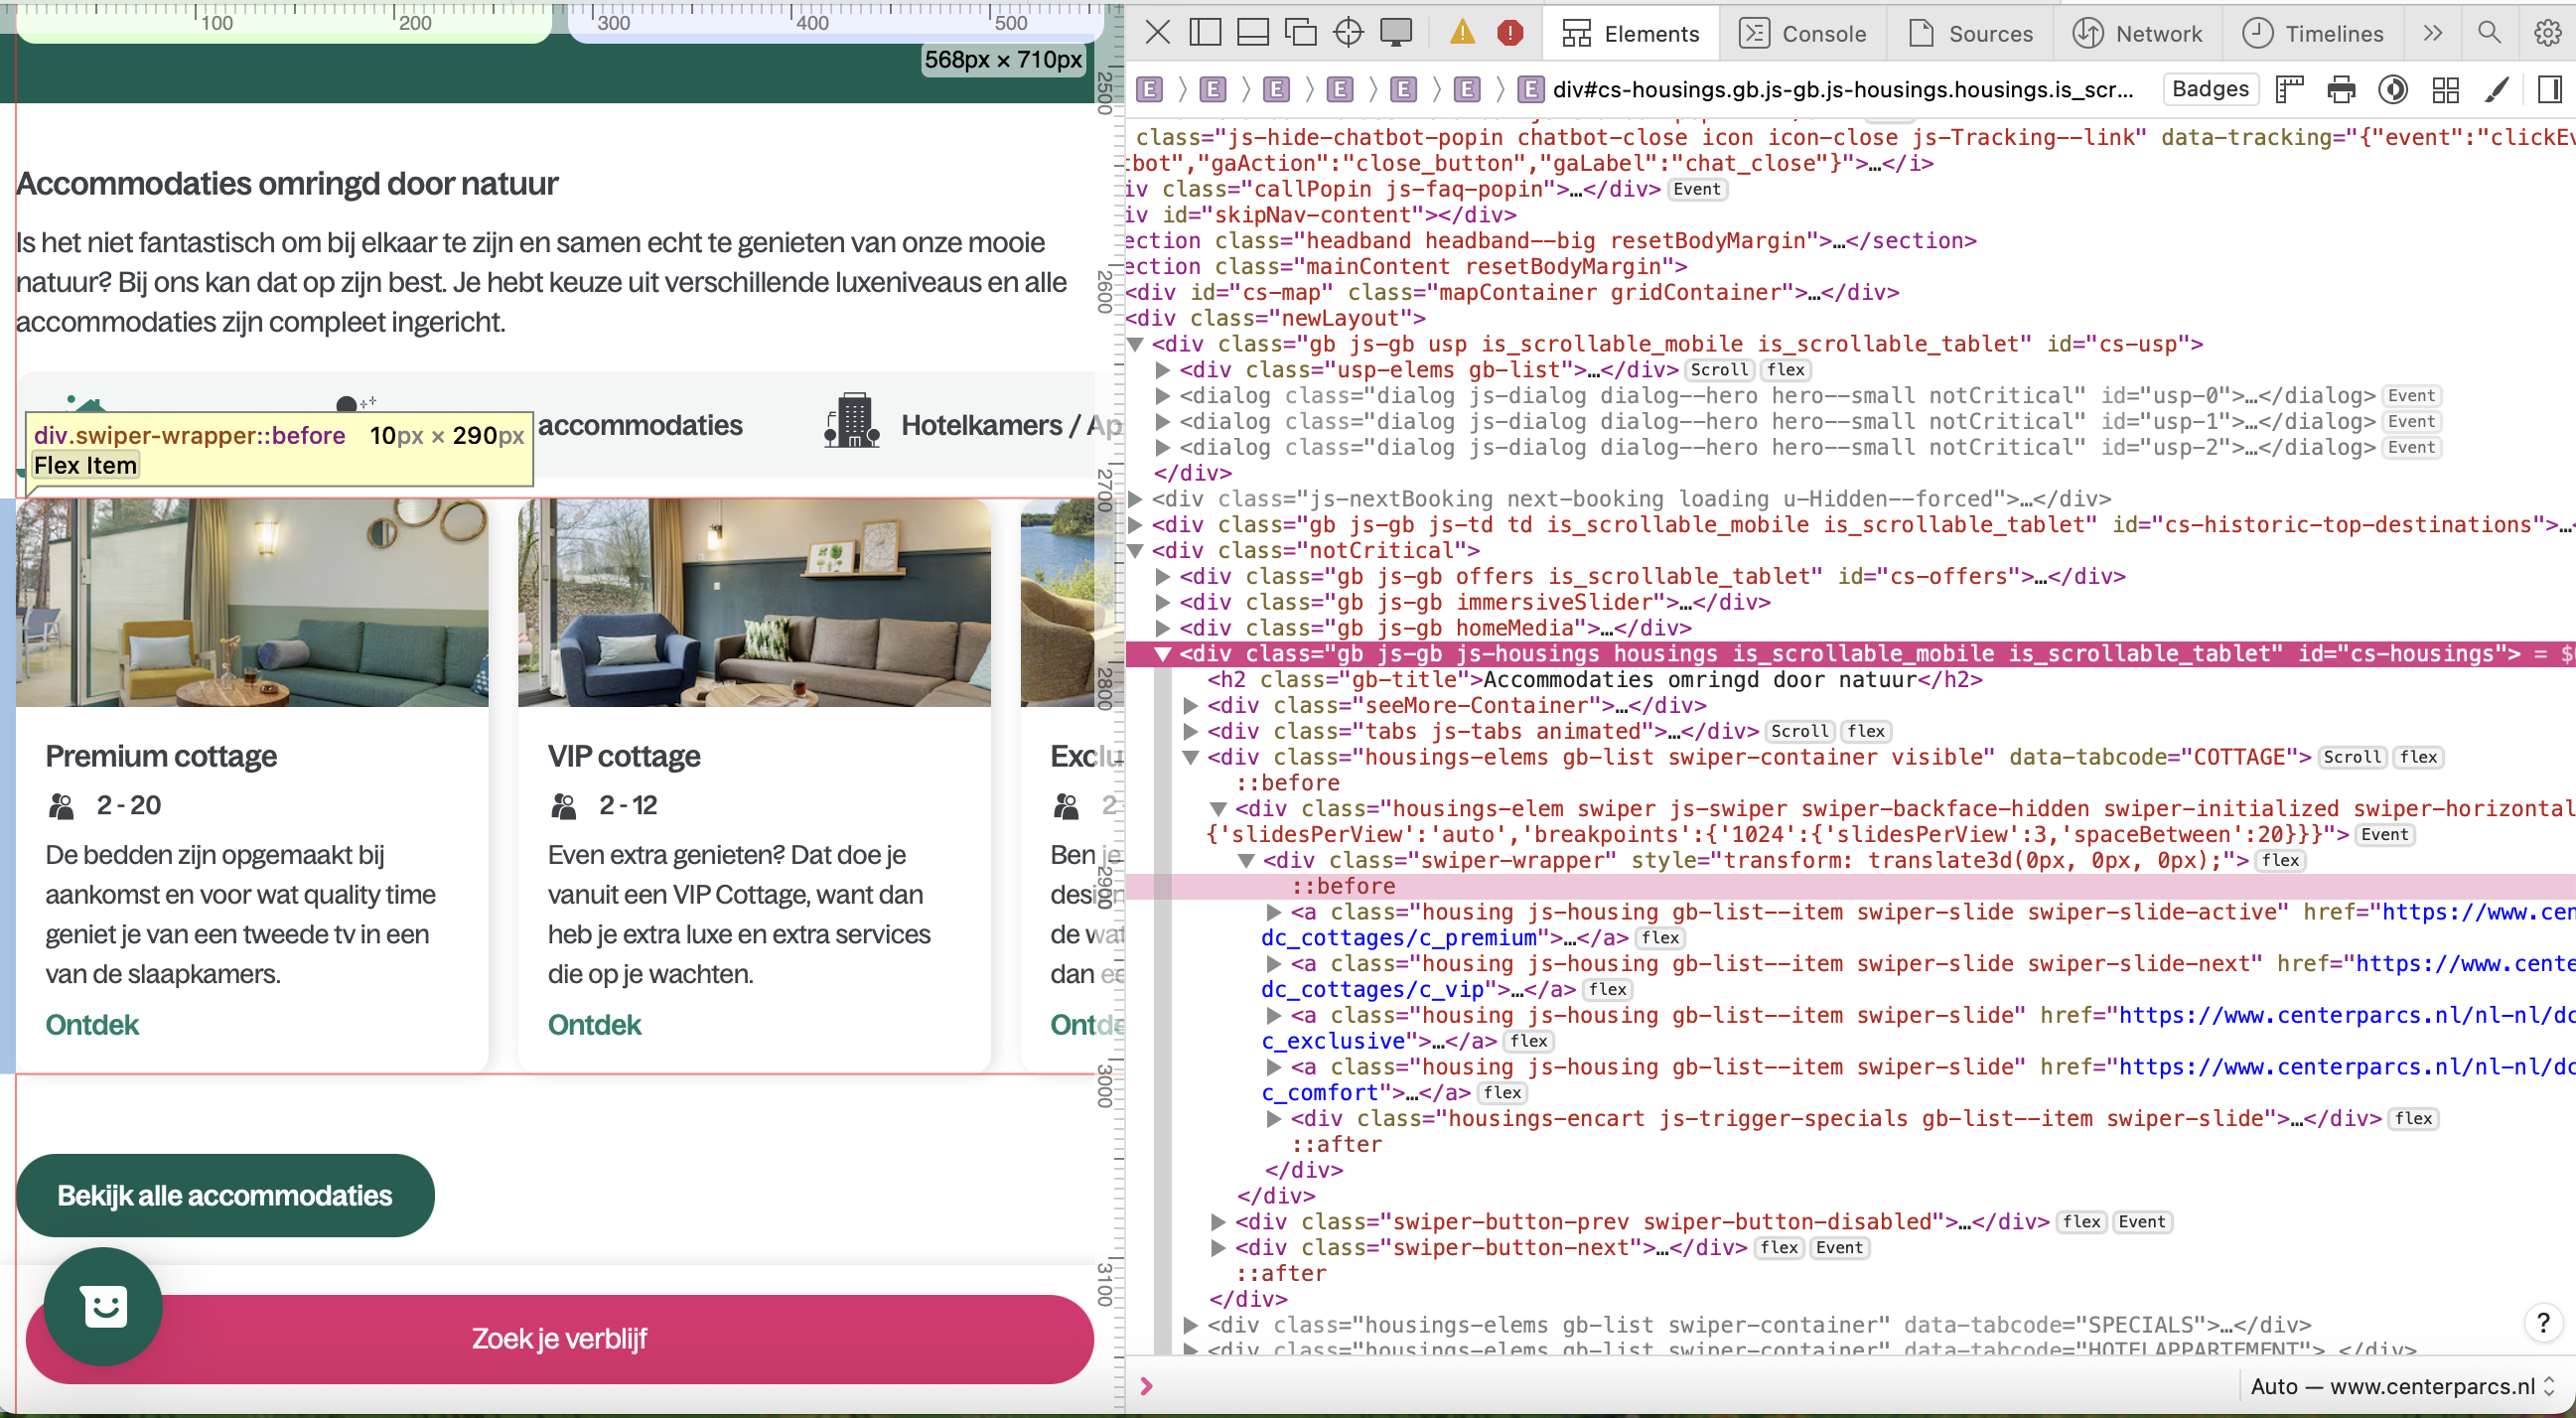 100 200 300 400 500
568px × 710px
2500
Accommodaties omringd door natuur
Is het niet fantastisch om bij elkaar te zijn en samen echt te genieten van onze mooie
natuur? Bij ons kan dat op zijn best. Je hebt keuze uit verschillende luxeniveaus en alle
accommodaties zijn compleet ingericht.
2600
accommodaties
Hotelkamers / Ap
div.swiper-wrapper::before 10px × 290px
Flex Item
2700
2800
Premium cottage
2 - 20
De bedden zijn opgemaakt bij
aankomst en voor wat quality time
geniet je van een tweede tv in een
van de slaapkamers.
Ontdek
VIP cottage
2 - 12
Even extra genieten? Dat doe je
vanuit een VIP Cottage, want dan
heb je extra luxe en extra services
die op je wachten.
Ontdek
Exclu
2
Ben je
desi
de wat
dan ee
Ontde
2900
3000
Bekijk alle accommodaties
3100
Zoek je verblijf
Elements
Console
Sources
Network
Timelines
E E E E E E E div#cs-housings.gb.js-gb.js-housings.housings.is_scr... Badges
class="js-hide-chatbot-popin chatbot-close icon icon-close js-Tracking--link" data-tracking="{"event":"clickEv
tbot","gaAction":"close_button","gaLabel":"chat_close"}">…</i>
iv class="callPopin js-faq-popin">…</div> Event
iv id="skipNav-content"></div>
ection class="headband headband--big resetBodyMargin">…</section>
ection class="mainContent resetBodyMargin">
<div id="cs-map" class="mapContainer gridContainer">…</div>
<div class="newLayout">
<div class="gb js-gb usp is_scrollable_mobile is_scrollable_tablet" id="cs-usp">
<div class="usp-elems gb-list">…</div> Scroll flex
<dialog class="dialog js-dialog dialog--hero hero--small notCritical" id="usp-0">…</dialog> Event
<dialog class="dialog js-dialog dialog--hero hero--small notCritical" id="usp-1">…</dialog> Event
<dialog class="dialog js-dialog dialog--hero hero--small notCritical" id="usp-2">…</dialog> Event
</div>
<div class="js-nextBooking next-booking loading u-Hidden--forced">…</div>
<div class="gb js-gb js-td td is_scrollable_mobile is_scrollable_tablet" id="cs-historic-top-destinations">…
<div class="notCritical">
<div class="gb js-gb offers is_scrollable_tablet" id="cs-offers">…</div>
<div class="gb js-gb immersiveSlider">…</div>
<div class="gb js-gb homeMedia">…</div>
<div class="gb js-gb js-housings housings is_scrollable_mobile is_scrollable_tablet" id="cs-housings"> = $
<h2 class="gb-title">Accommodaties omringd door natuur</h2>
<div class="seeMore-Container">…</div>
<div class="tabs js-tabs animated">…</div> Scroll flex
<div class="housings-elems gb-list swiper-container visible" data-tabcode="COTTAGE"> Scroll flex
::before
<div class="housings-elem swiper js-swiper swiper-backface-hidden swiper-initialized swiper-horizontal
{'slidesPerView':'auto','breakpoints':{'1024':{'slidesPerView':3,'spaceBetween':20}}}"> Event
<div class="swiper-wrapper" style="transform: translate3d(0px, 0px, 0px);"> flex
::before
<a class="housing js-housing gb-list--item swiper-slide swiper-slide-active" href="https://www.cen
dc_cottages/c_premium">…</a> flex
<a class="housing js-housing gb-list--item swiper-slide swiper-slide-next" href="https://www.cente
dc_cottages/c_vip">…</a> flex
<a class="housing js-housing gb-list--item swiper-slide" href="https://www.centerparcs.nl/nl-nl/dc
c_exclusive">…</a> flex
<a class="housing js-housing gb-list--item swiper-slide" href="https://www.centerparcs.nl/nl-nl/dc
c_comfort">…</a> flex
<div class="housings-encart js-trigger-specials gb-list--item swiper-slide">…</div> flex
::after
</div>
</div>
<div class="swiper-button-prev swiper-button-disabled">…</div> flex Event
<div class="swiper-button-next">…</div> flex Event
::after
</div>
<div class="housings-elems gb-list swiper-container" data-tabcode="SPECIALS">…</div>
<div class="housings-elems gb-list swiper-container" data-tabcode="HOTELAPPARTEMENT"> </div>
?
Auto — www.centerparcs.nl